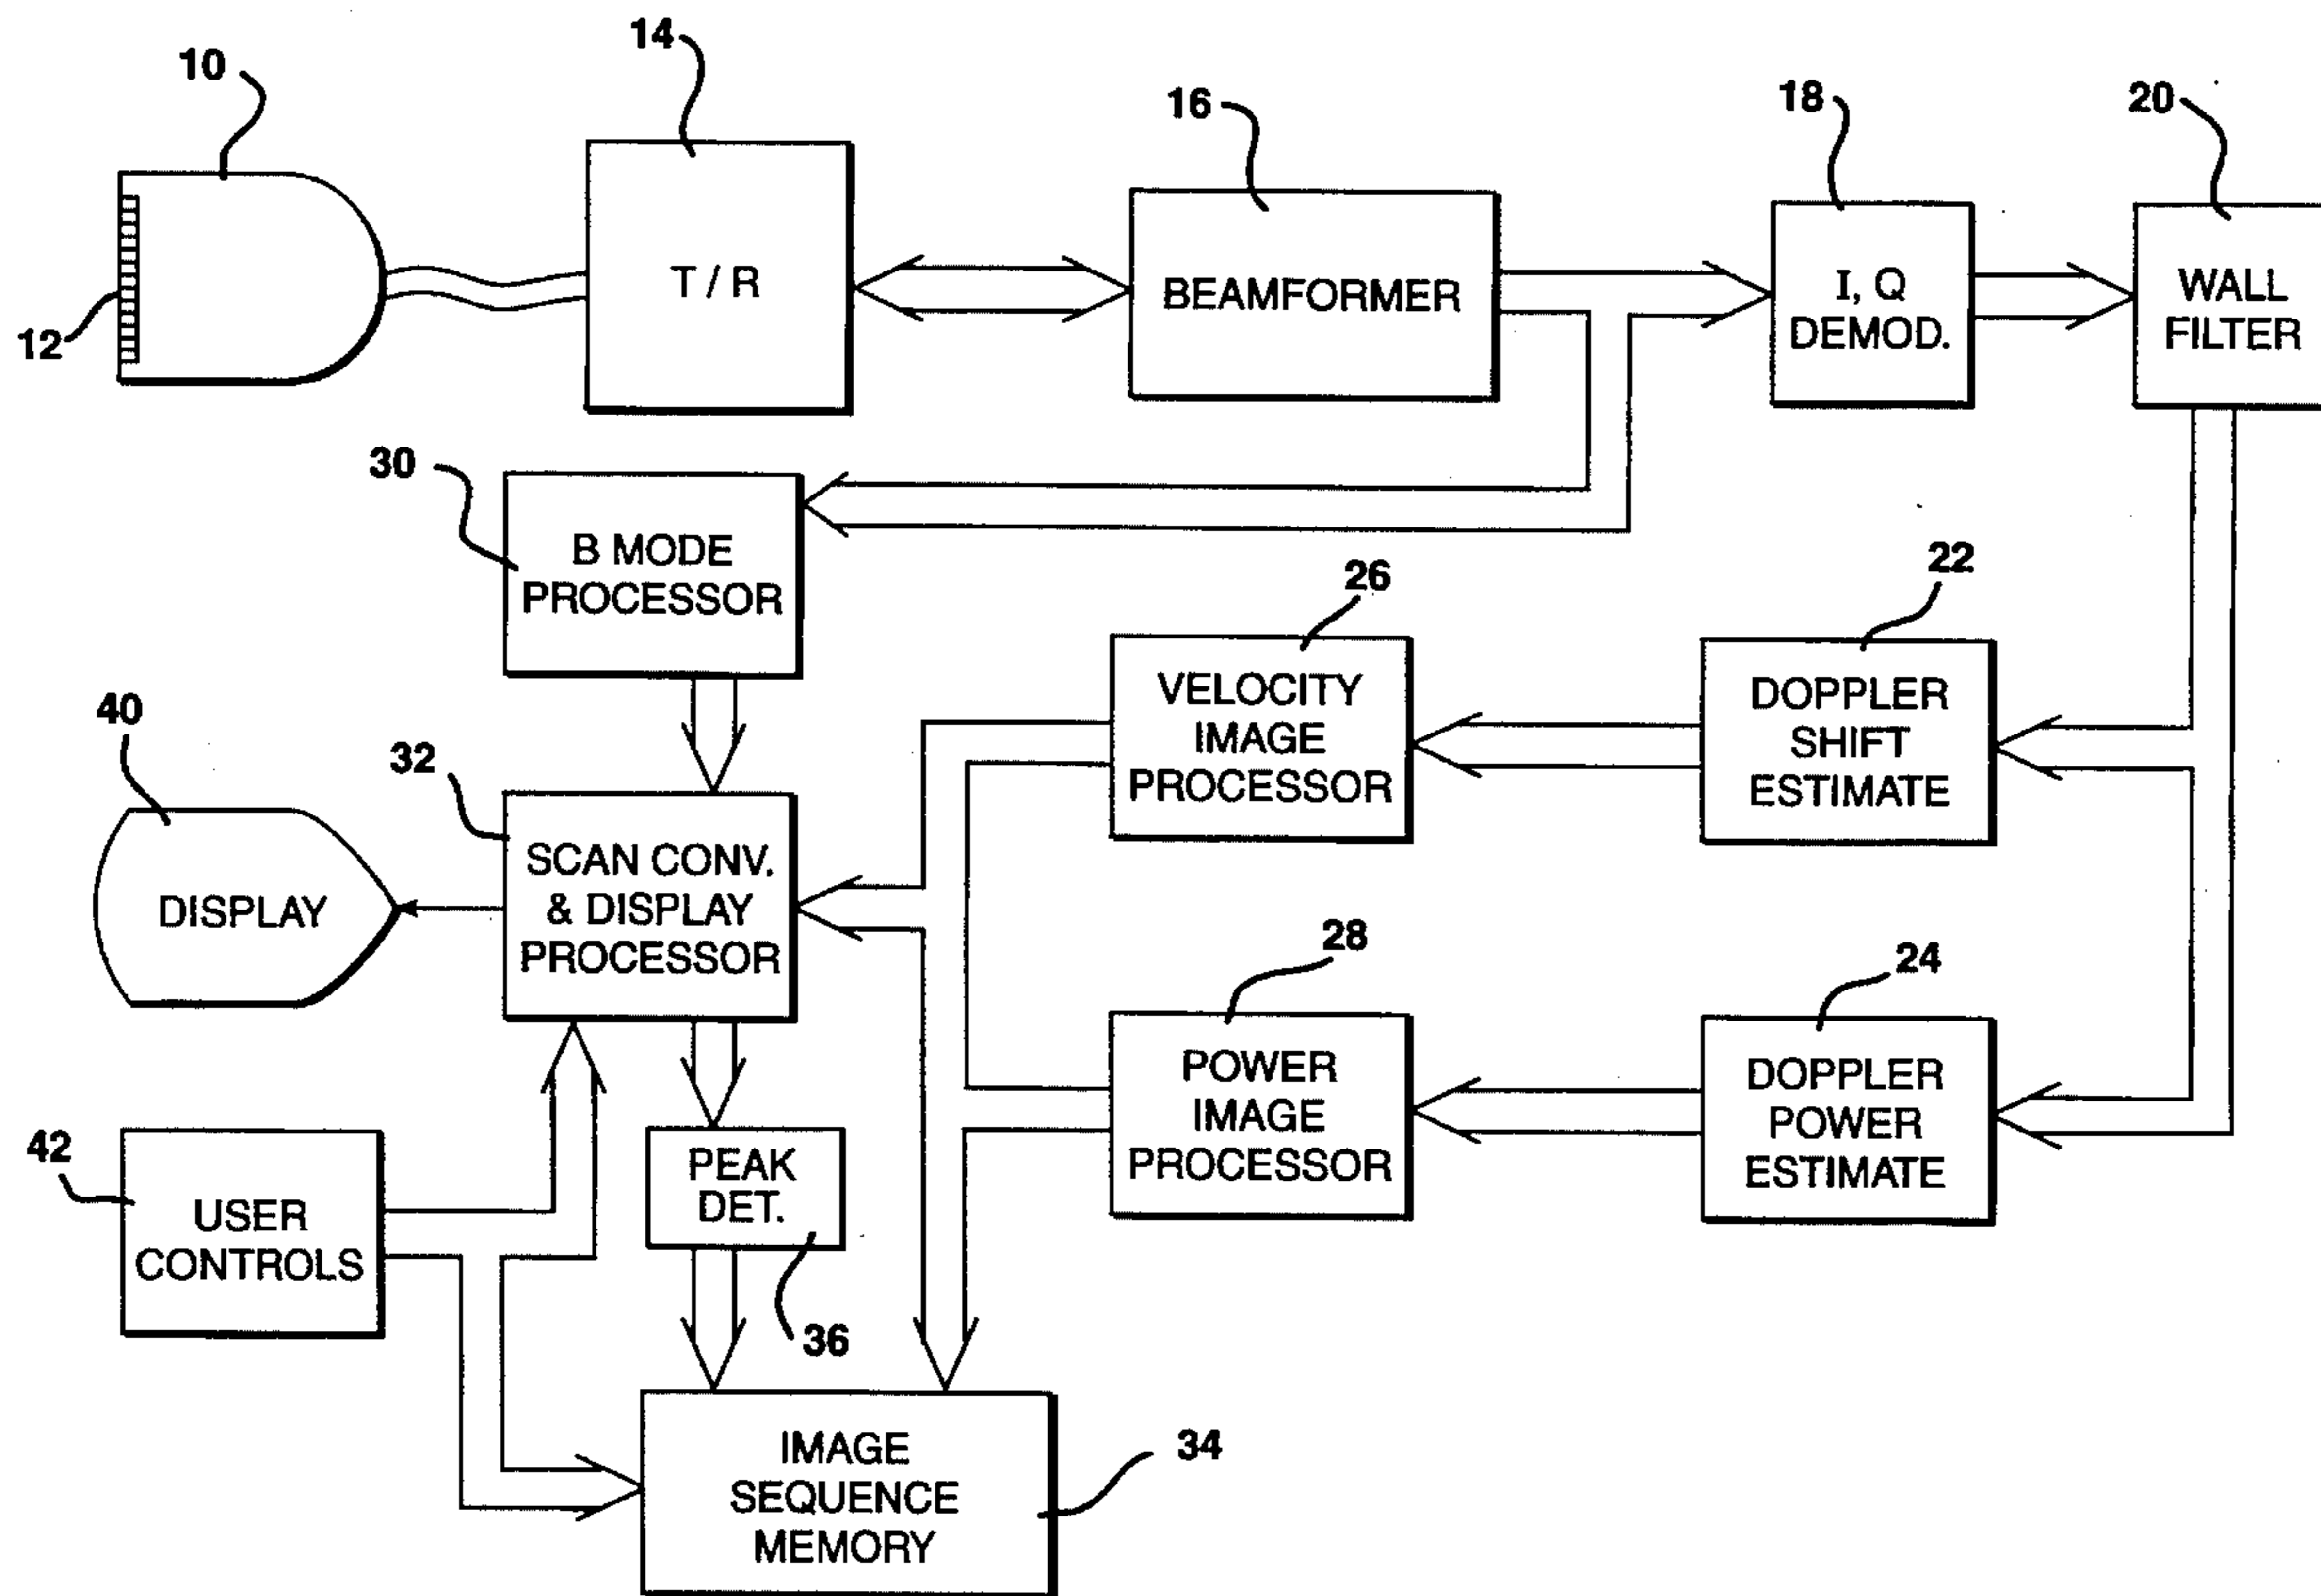 10
14
16
18
20
12
T / R
BEAMFORMER
I, Q
DEMOD.
WALL
FILTER
30
B MODE
PROCESSOR
26
22
VELOCITY
IMAGE
PROCESSOR
DOPPLER
SHIFT
ESTIMATE
40
32
DISPLAY
SCAN CONV.
& DISPLAY
PROCESSOR
28
24
POWER
IMAGE
PROCESSOR
DOPPLER
POWER
ESTIMATE
42
USER
CONTROLS
PEAK
DET.
36
IMAGE
SEQUENCE
MEMORY
34